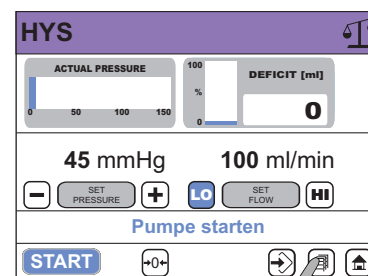 HYS
ACTUAL PRESSURE
0 50 100 150
100
%
0
DEFICIT [ml]
0
45 mmHg
100 ml/min
SET
PRESSURE
LO
SET
FLOW
HI
Pumpe starten
START
0